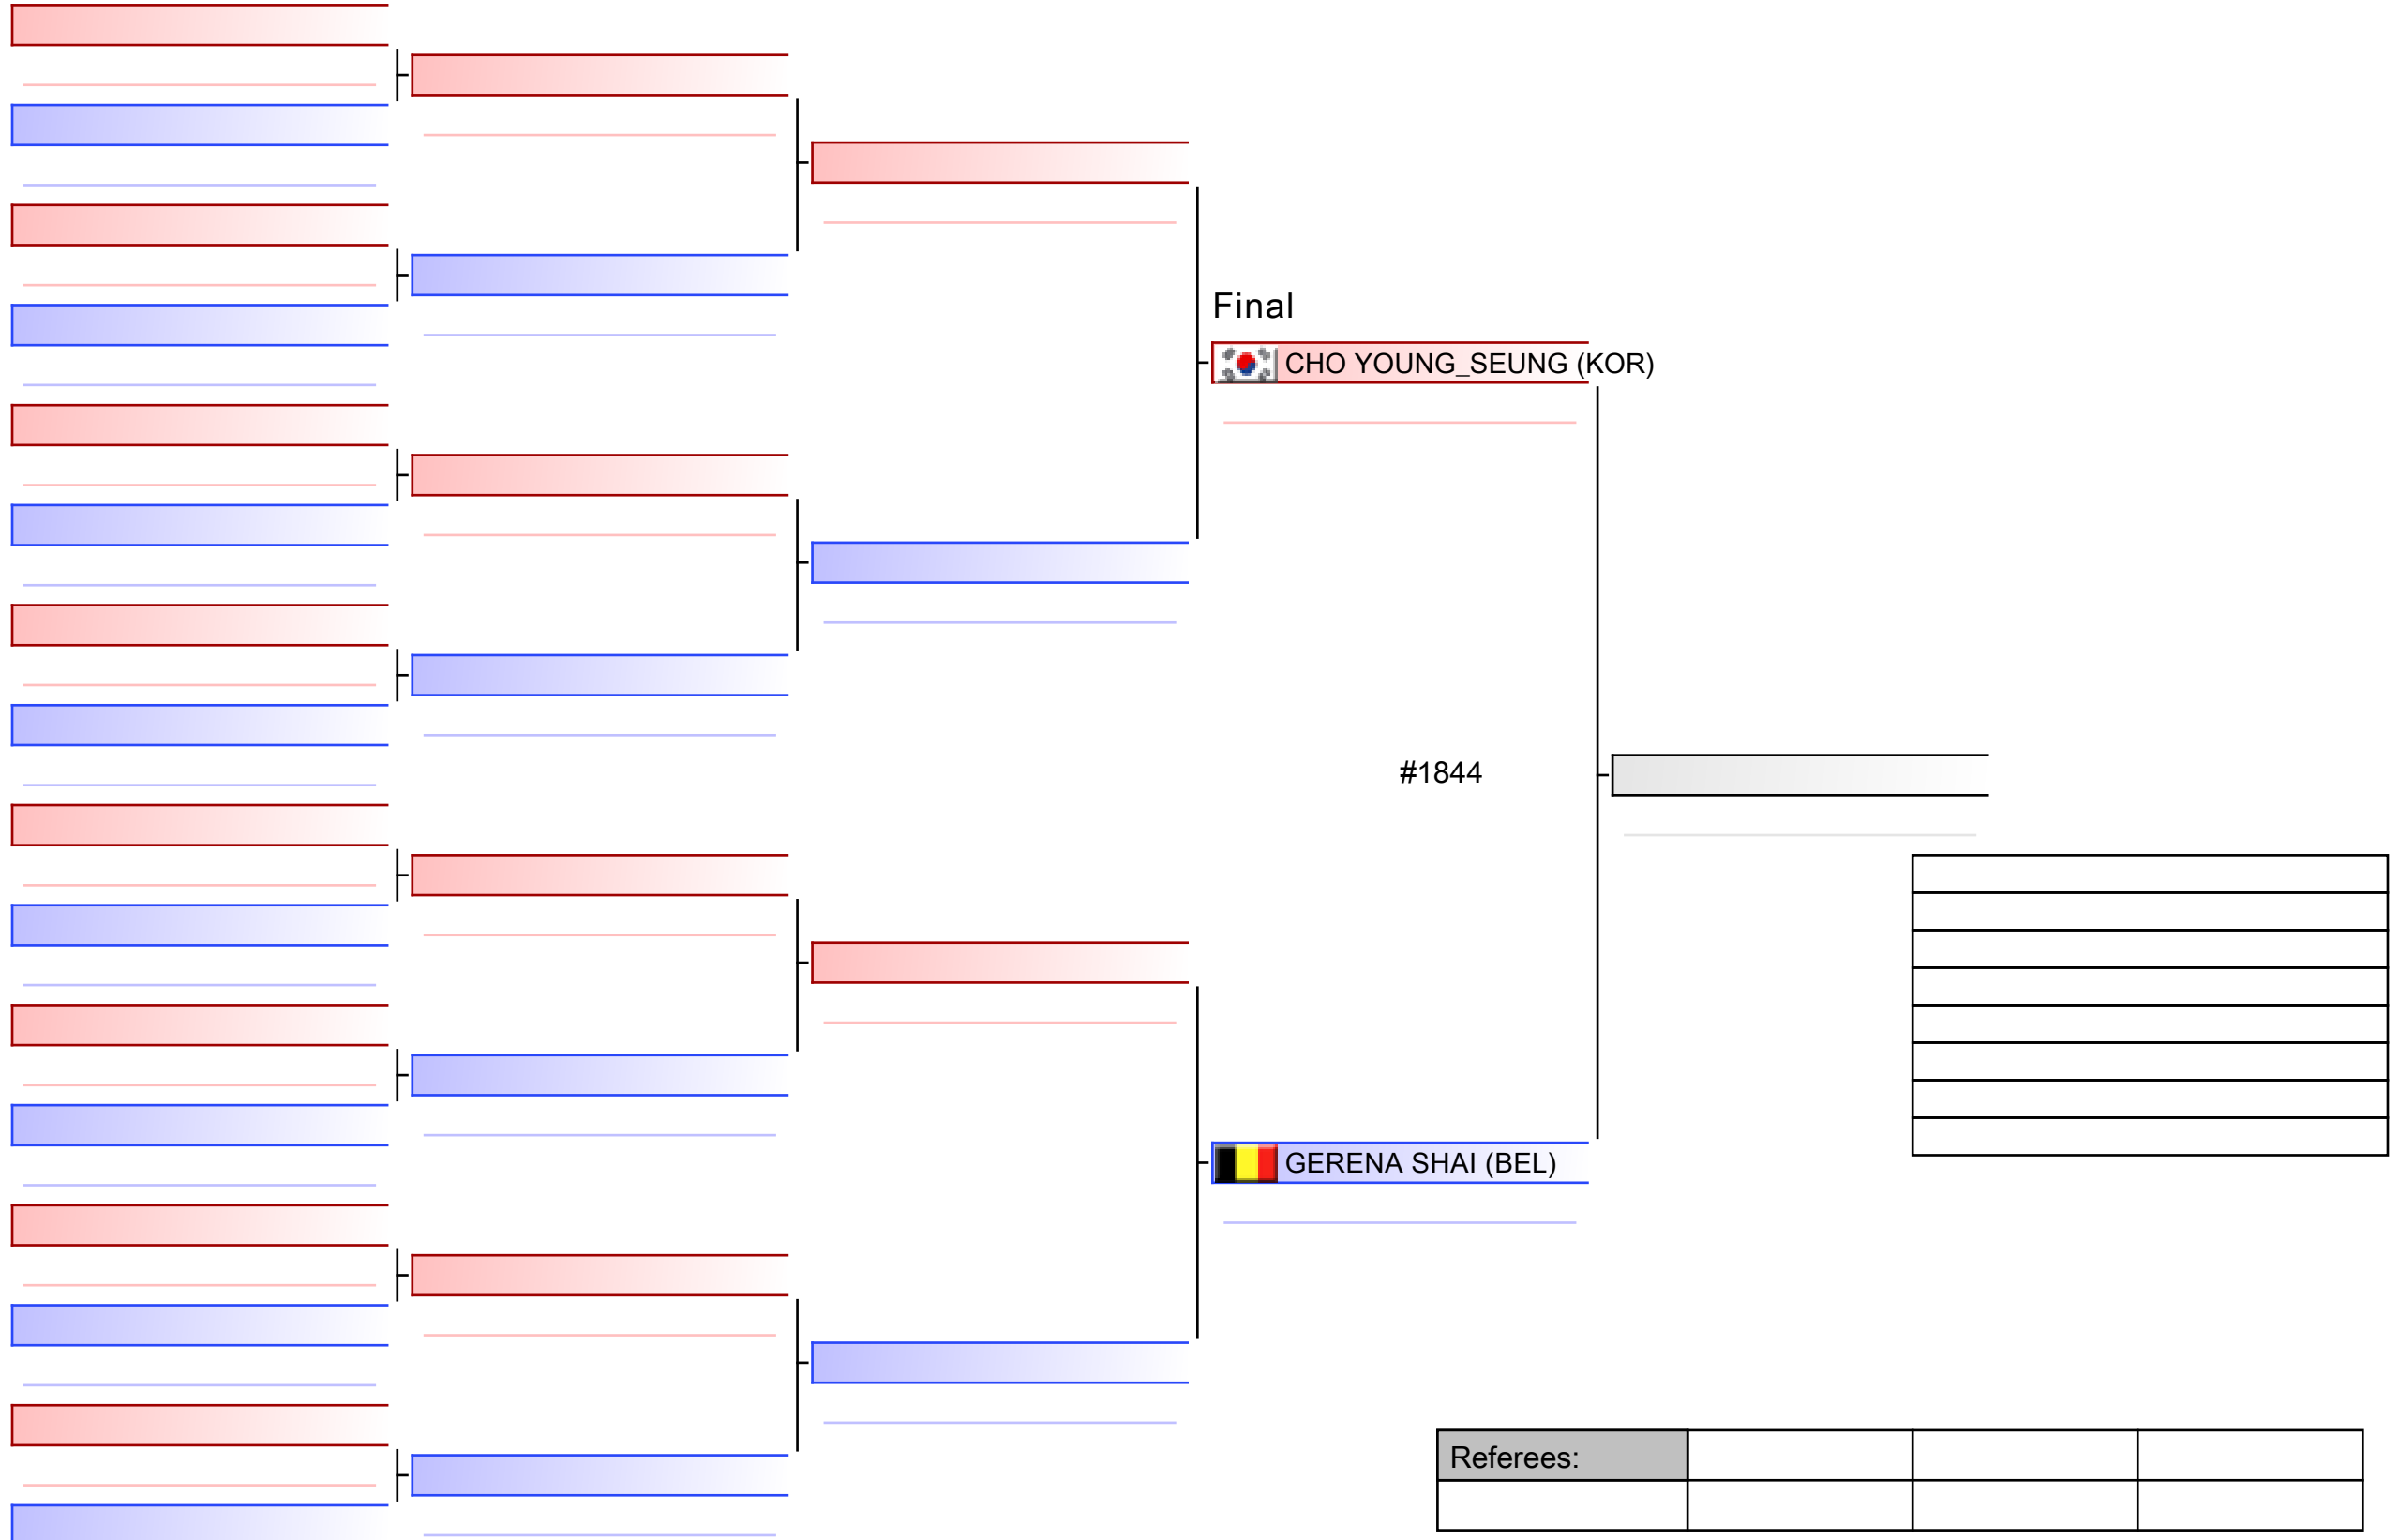 Final
CHO YOUNG_SEUNG (KOR)
#1844
GERENA SHAI (BEL)
Referees: